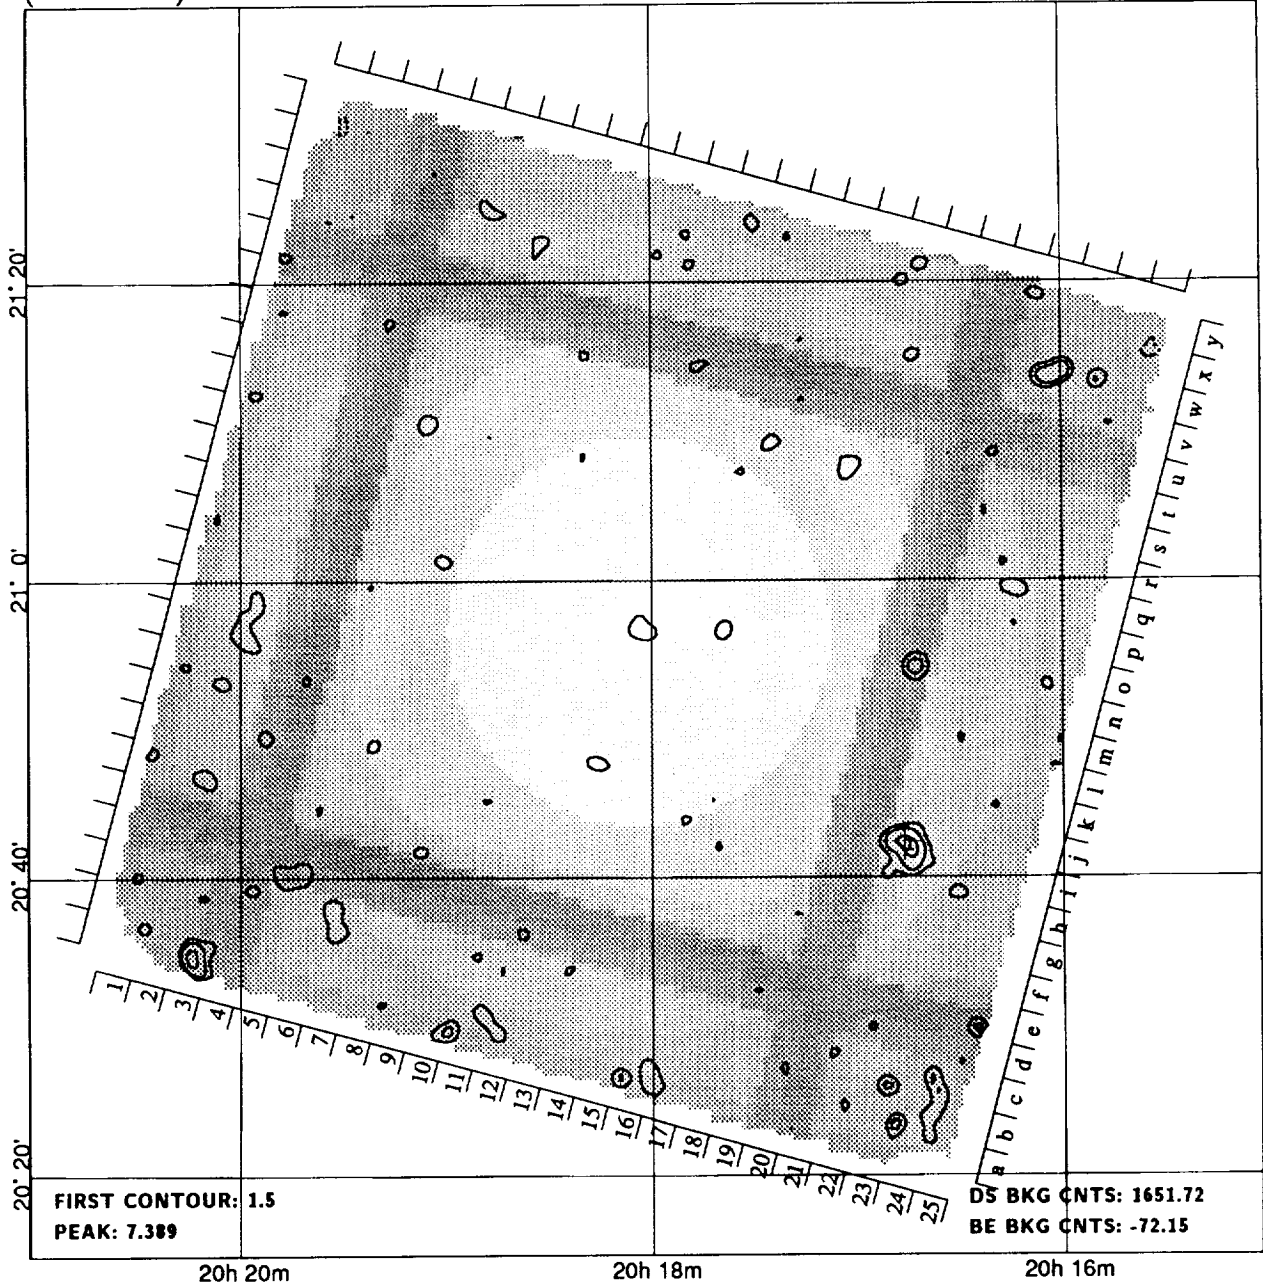 21° 20'
21° 0'
20° 40'
20° 20'
y
x
w
v
u
t
s
r
q
p
o
n
m
l
k
j
i
h
g
f
e
d
c
b
a
1
2
3
4
5
6
7
8
9
10
11
12
13
14
15
16
17
18
19
20
21
22
23
24
25
FIRST CONTOUR: 1.5
PEAK: 7.389
DS BKG CNTS: 1651.72
BE BKG CNTS: -72.15
20h 20m
20h 18m
20h 16m